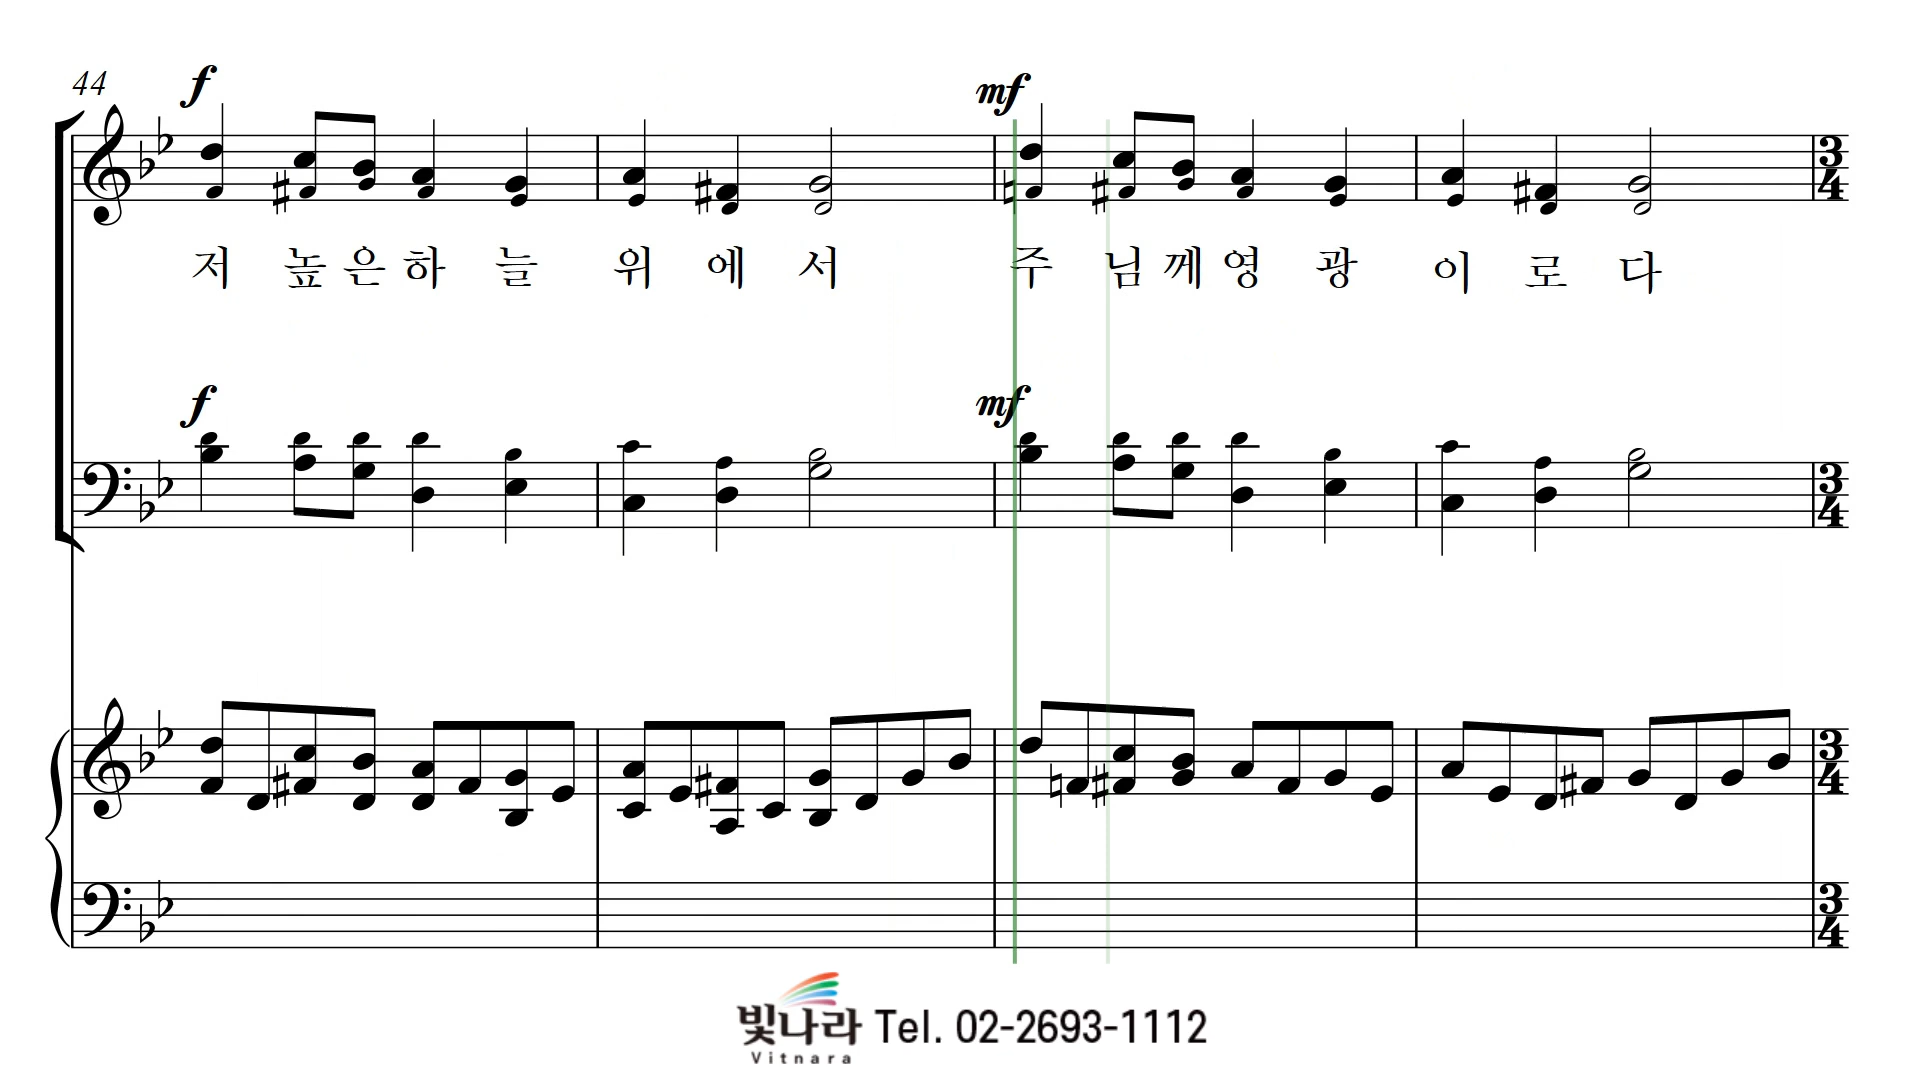 44
f
mf
저 높 은 하 늘 위 에 서 주 님 께 영 광 이 로 다
f
mf
빛나라 Tel. 02-2693-1112
Vitnara